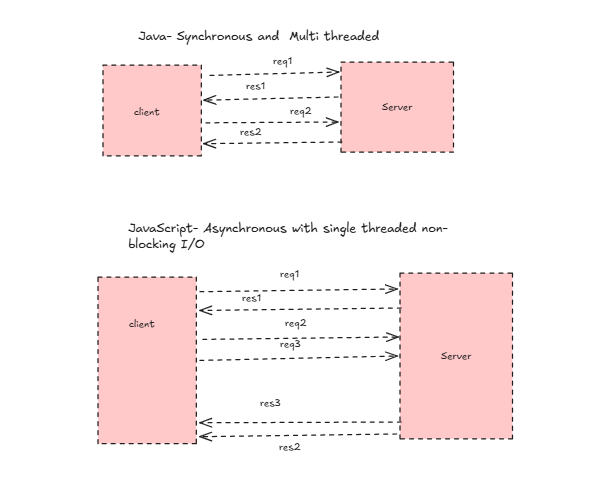 Java- Synchronous and Multi threaded
req1
res1
client
Server
req2
res2
JavaScript- Asynchronous with single threaded non-
blocking I/O
req1
res1
client
req2
req3
Server
res3
res2